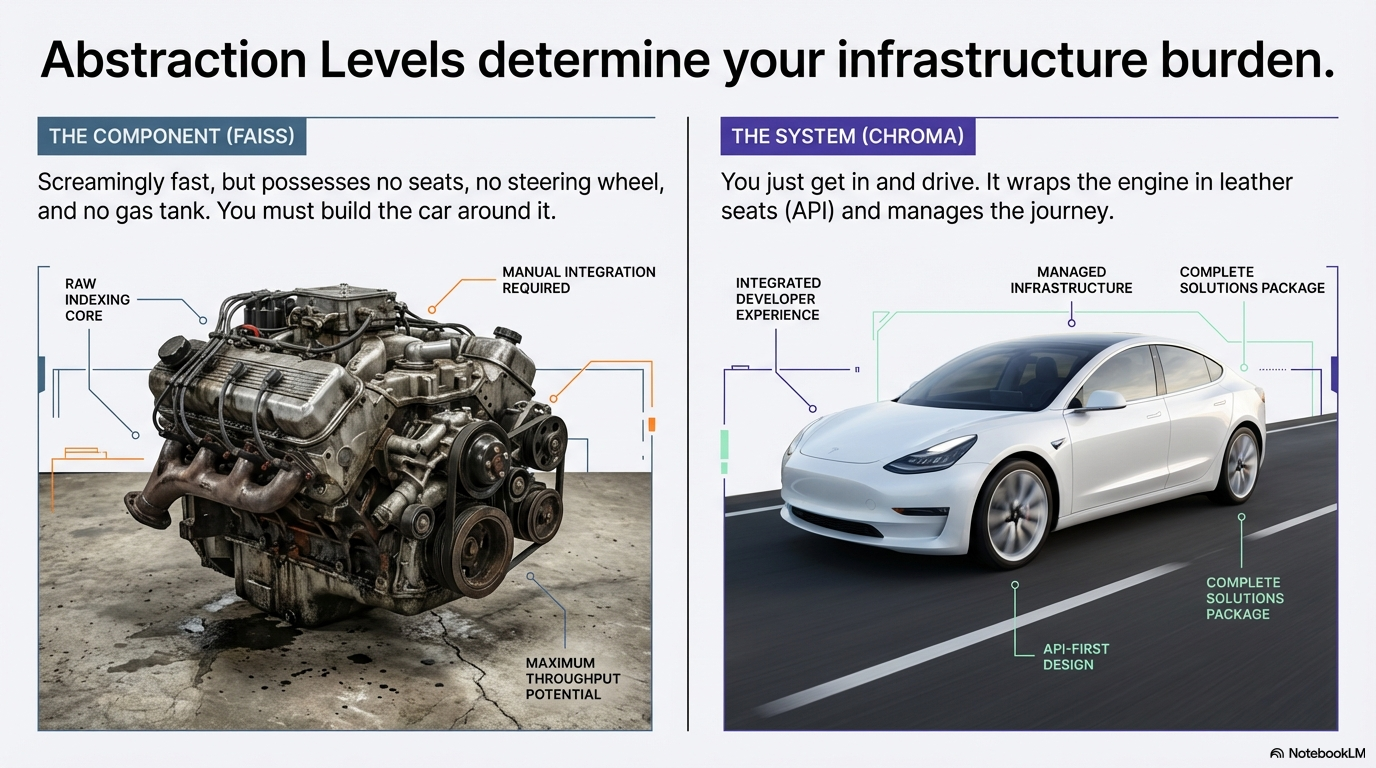 Abstraction Levels determine your infrastructure burden.
THE COMPONENT (FAISS)
Screamingly fast, but possesses no seats, no steering wheel,
and no gas tank. You must build the car around it.
RAW
INDEXING
CORE
MANUAL INTEGRATION
REQUIRED
MAXIMUM
THROUGHPUT
POTENTIAL
THE SYSTEM (CHROMA)
You just get in and drive. It wraps the engine in leather
seats (API) and manages the journey.
INTEGRATED
DEVELOPER
EXPERIENCE
MANAGED
INFRASTRUCTURE
COMPLETE
SOLUTIONS PACKAGE
COMPLETE
SOLUTIONS
PACKAGE
API-FIRST
DESIGN
NotebookLM